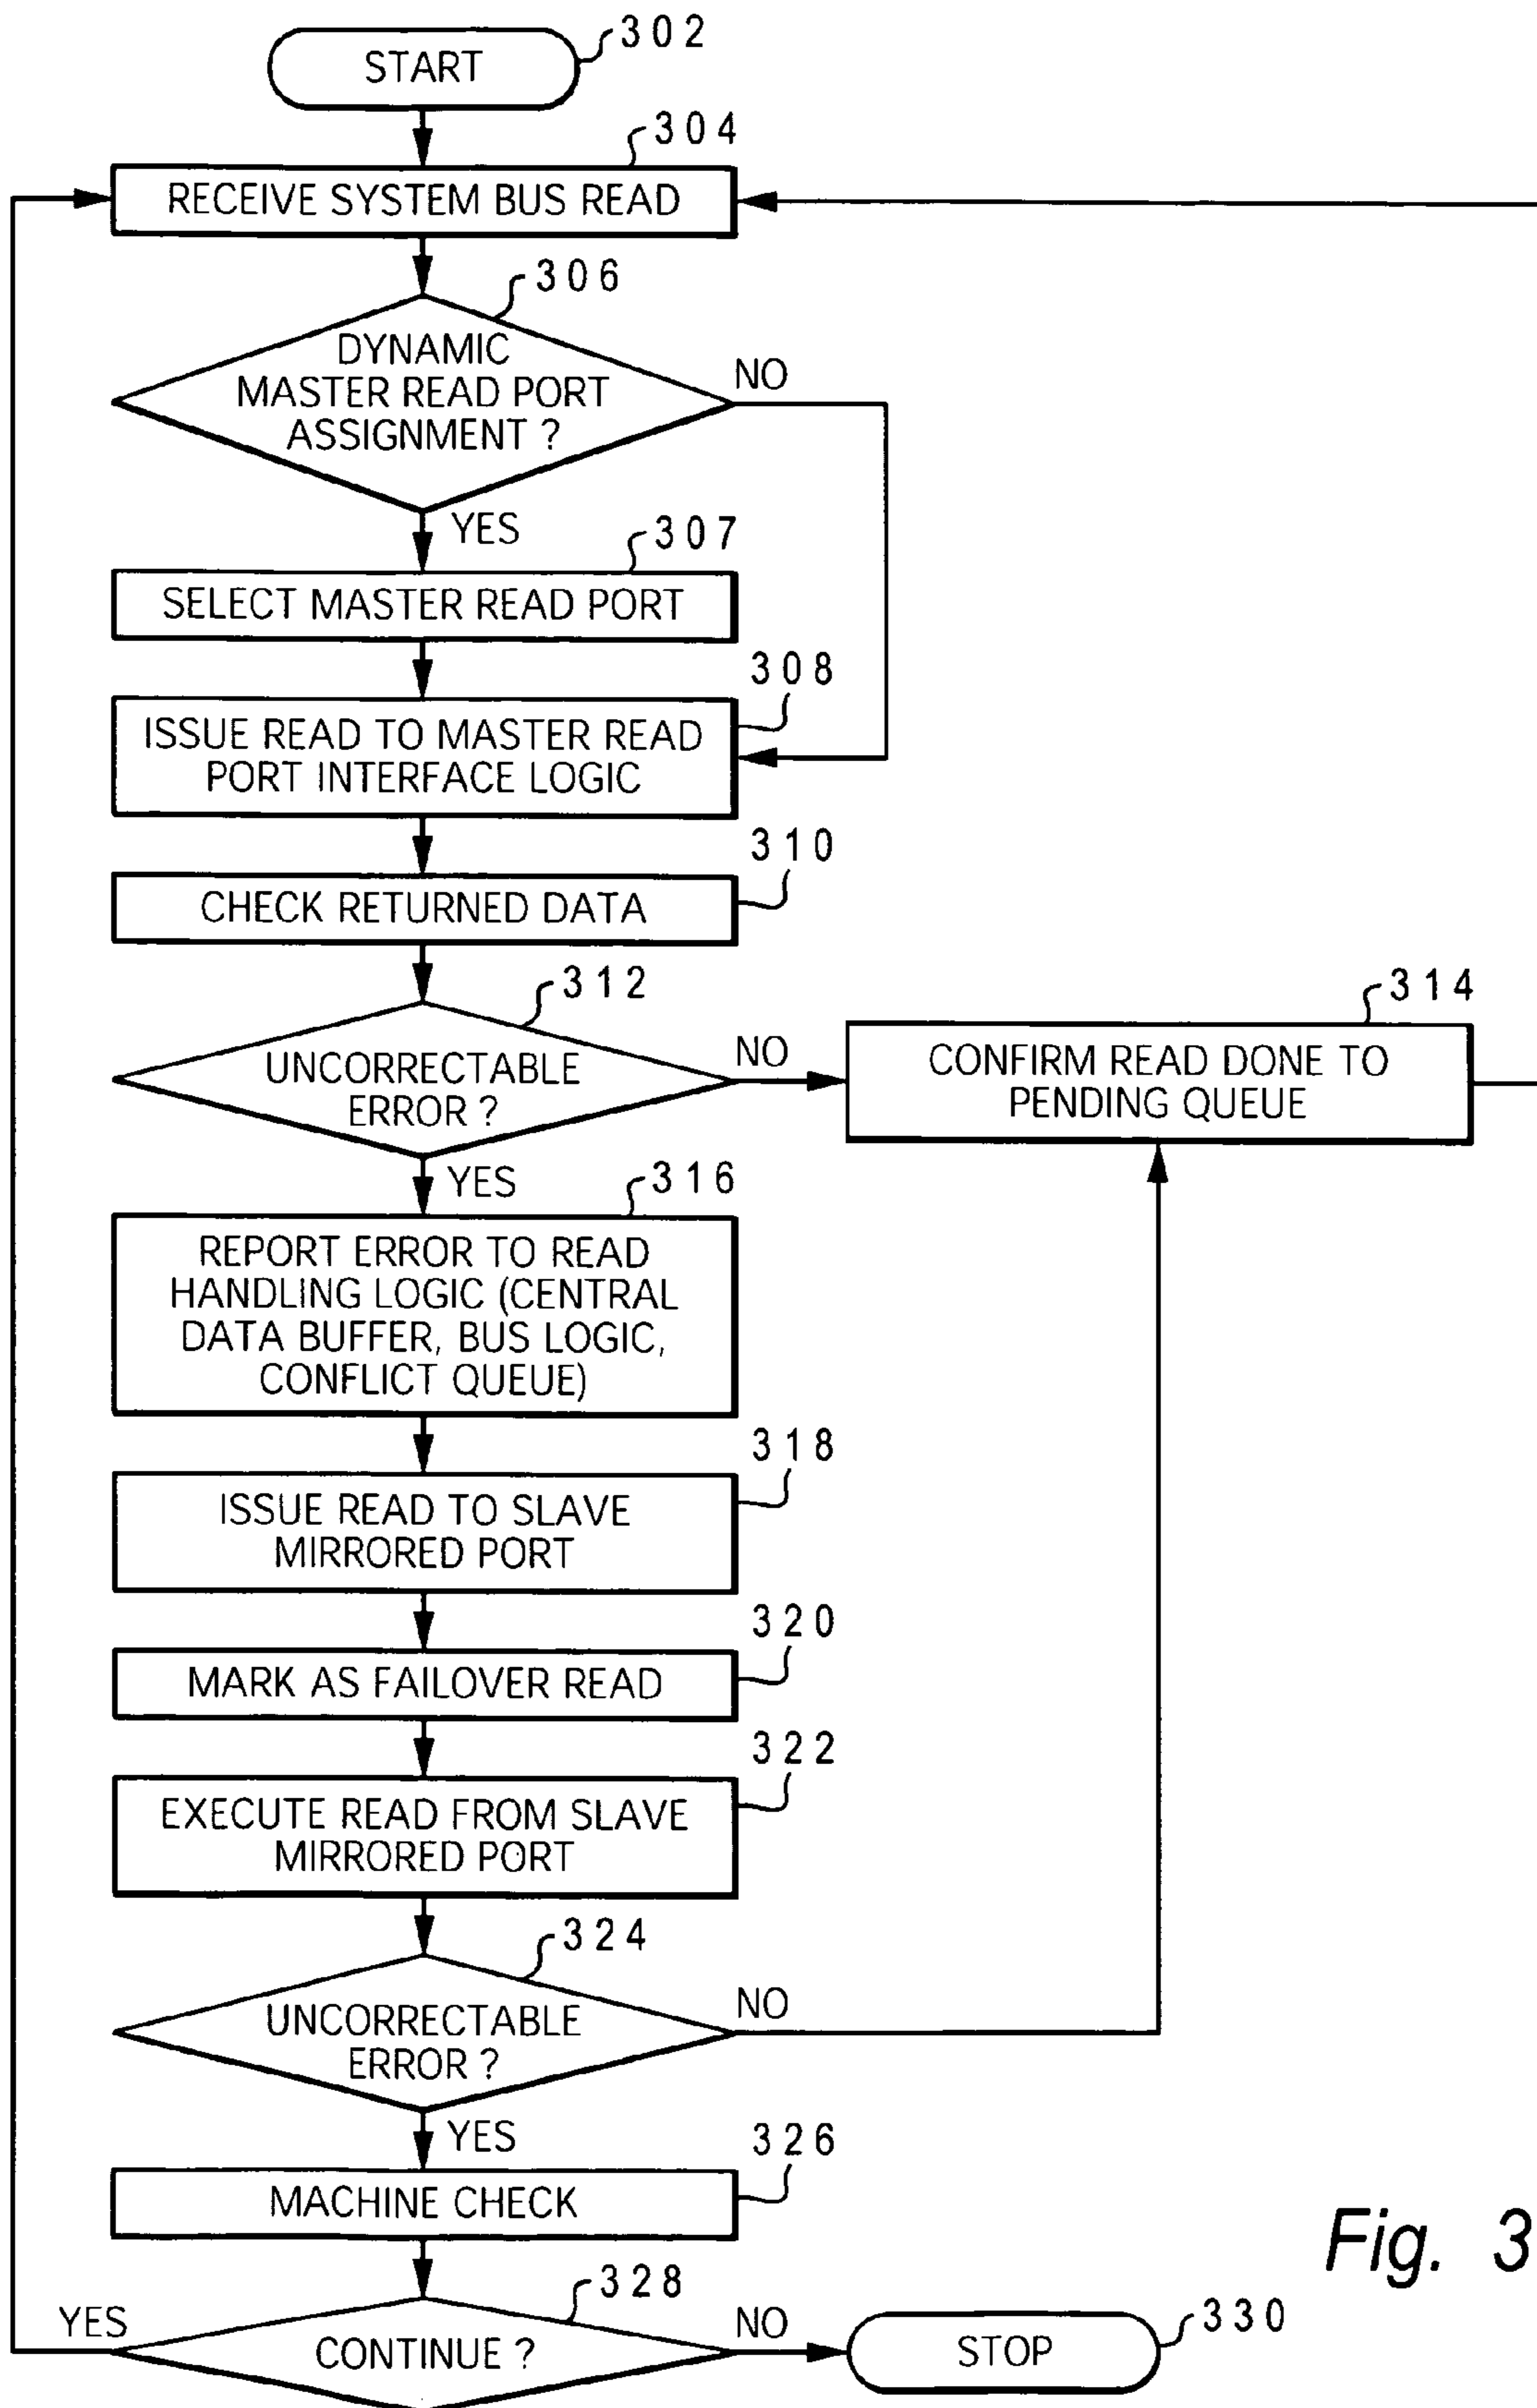 302
START
304
RECEIVE SYSTEM BUS READ
306
DYNAMIC
MASTER READ PORT
ASSIGNMENT ?
NO
YES
307
SELECT MASTER READ PORT
308
ISSUE READ TO MASTER READ
PORT INTERFACE LOGIC
310
CHECK RETURNED DATA
312
UNCORRECTABLE
ERROR ?
NO
314
CONFIRM READ DONE TO
PENDING QUEUE
YES
316
REPORT ERROR TO READ
HANDLING LOGIC (CENTRAL
DATA BUFFER, BUS LOGIC,
CONFLICT QUEUE)
318
ISSUE READ TO SLAVE
MIRRORED PORT
320
MARK AS FAILOVER READ
322
EXECUTE READ FROM SLAVE
MIRRORED PORT
324
UNCORRECTABLE
ERROR ?
NO
YES
326
MACHINE CHECK
328
CONTINUE ?
YES
NO
330
STOP
Fig. 3